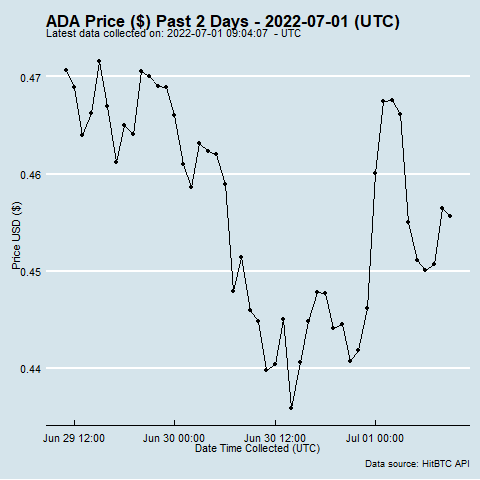 ADA Price ($) Past 2 Days - 2022-07-01 (UTC)
Latest data collected on: 2022-07-01 09:04:07  - UTC
0.47
0.46
0.45
0.44
Price USD ($)
Jun 29 12:00
Jun 30 00:00
Jun 30 12:00
Jul 01 00:00
Date Time Collected (UTC)
Data source: HitBTC API